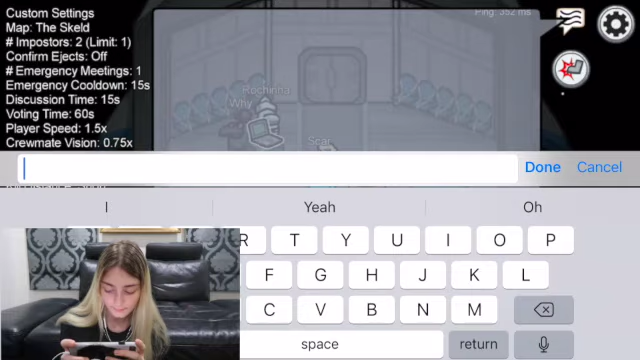 Custom Settings
Ping: 352 ms
Map: The Skeld
# Impostors: 2 (Limit: 1)
Confirm Ejects: Off
# Emergency Meetings: 1
Emergency Cooldown: 15s
Discussion Time: 15s
Voting Time: 60s
Player Speed: 1.5x
Crewmate Vision: 0.75x
Rochinha
Why
Scar
Done Cancel
I Yeah Oh
R T Y U I O P
F G H J K L
C V B N M
space return